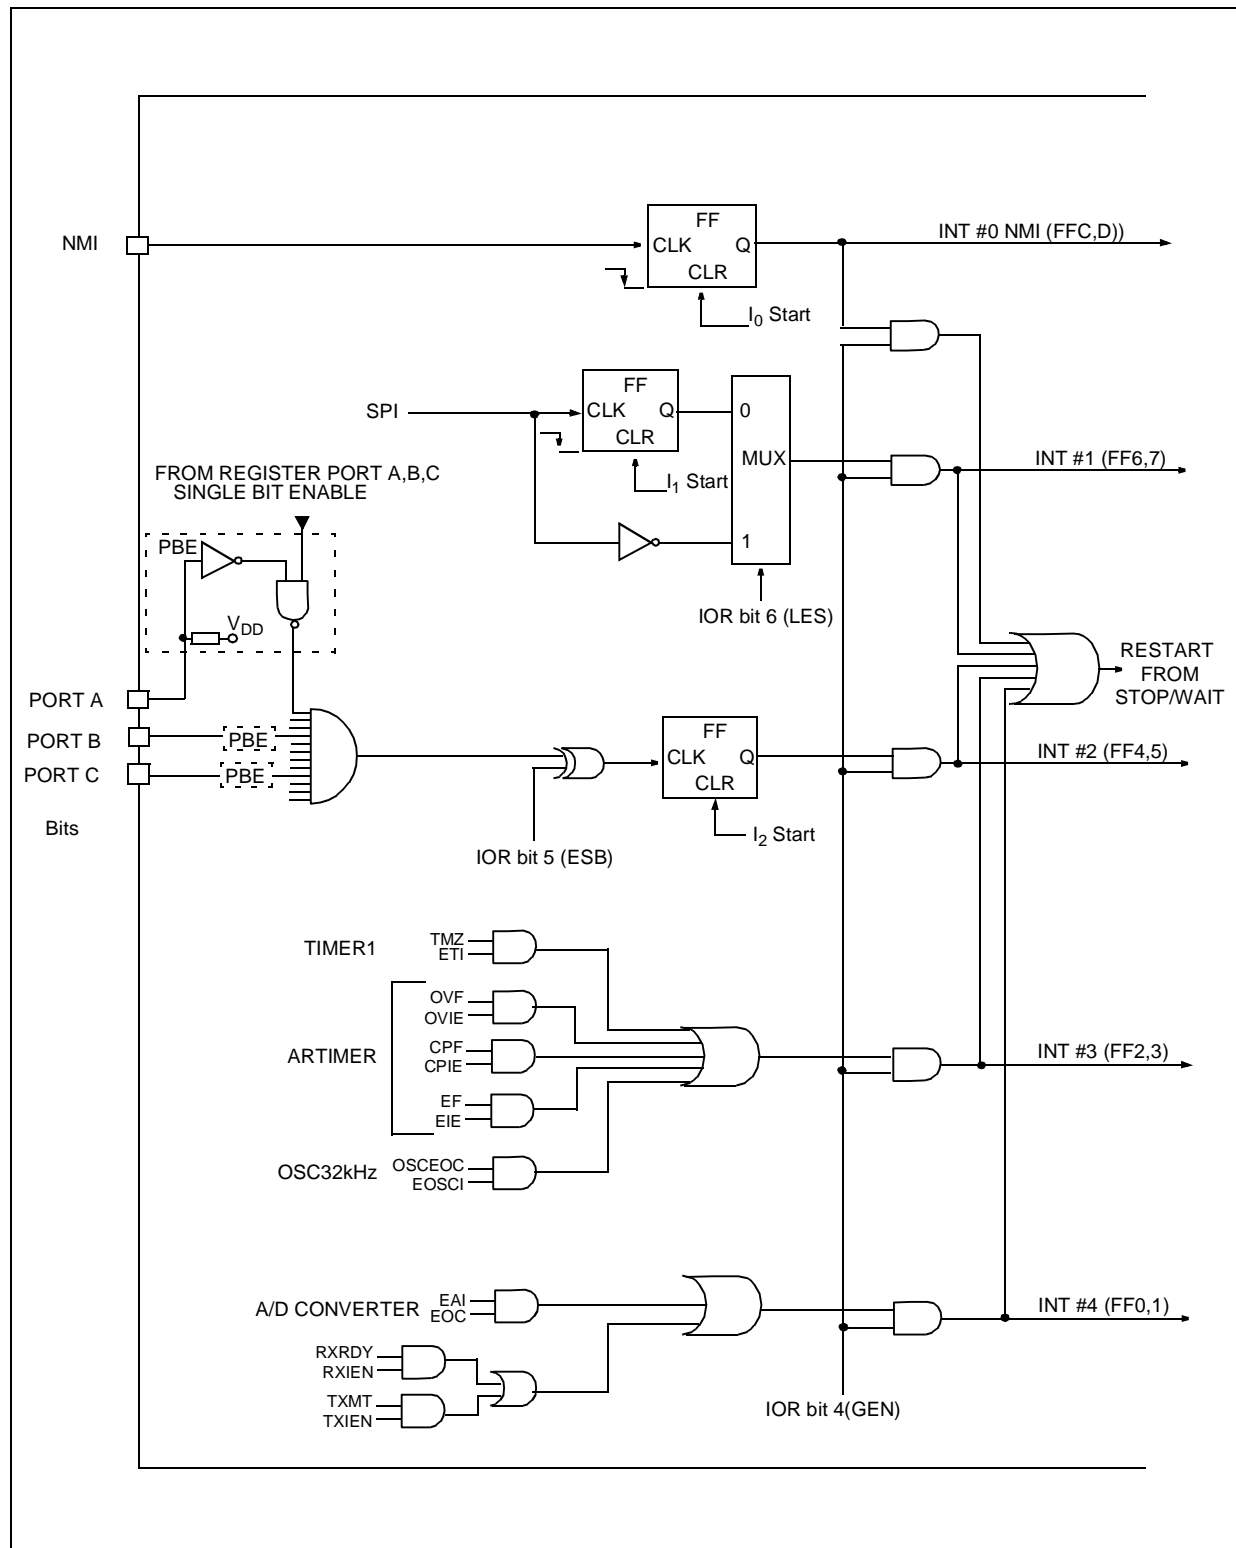 NMI
FF
CLK
Q
CLR
I0 Start
INT #0 NMI (FFC,D))
SPI
FF
CLK
Q
CLR
I1 Start
0
MUX
1
IOR bit 6 (LES)
INT #1 (FF6,7)
FROM REGISTER PORT A,B,C
SINGLE BIT ENABLE
PBE
VDD
PORT A
PORT B
PBE
PORT C
PBE
Bits
IOR bit 5 (ESB)
FF
CLK
Q
CLR
I2 Start
INT #2 (FF4,5)
RESTART
FROM
STOP/WAIT
TIMER1
TMZ
ETI
ARTIMER
OVF
OVIE
CPF
CPIE
EF
EIE
INT #3 (FF2,3)
OSC32kHz
OSCEOC
EOSCI
A/D CONVERTER
EAI
EOC
INT #4 (FF0,1)
RXRDY
RXIEN
TXMT
TXIEN
IOR bit 4(GEN)